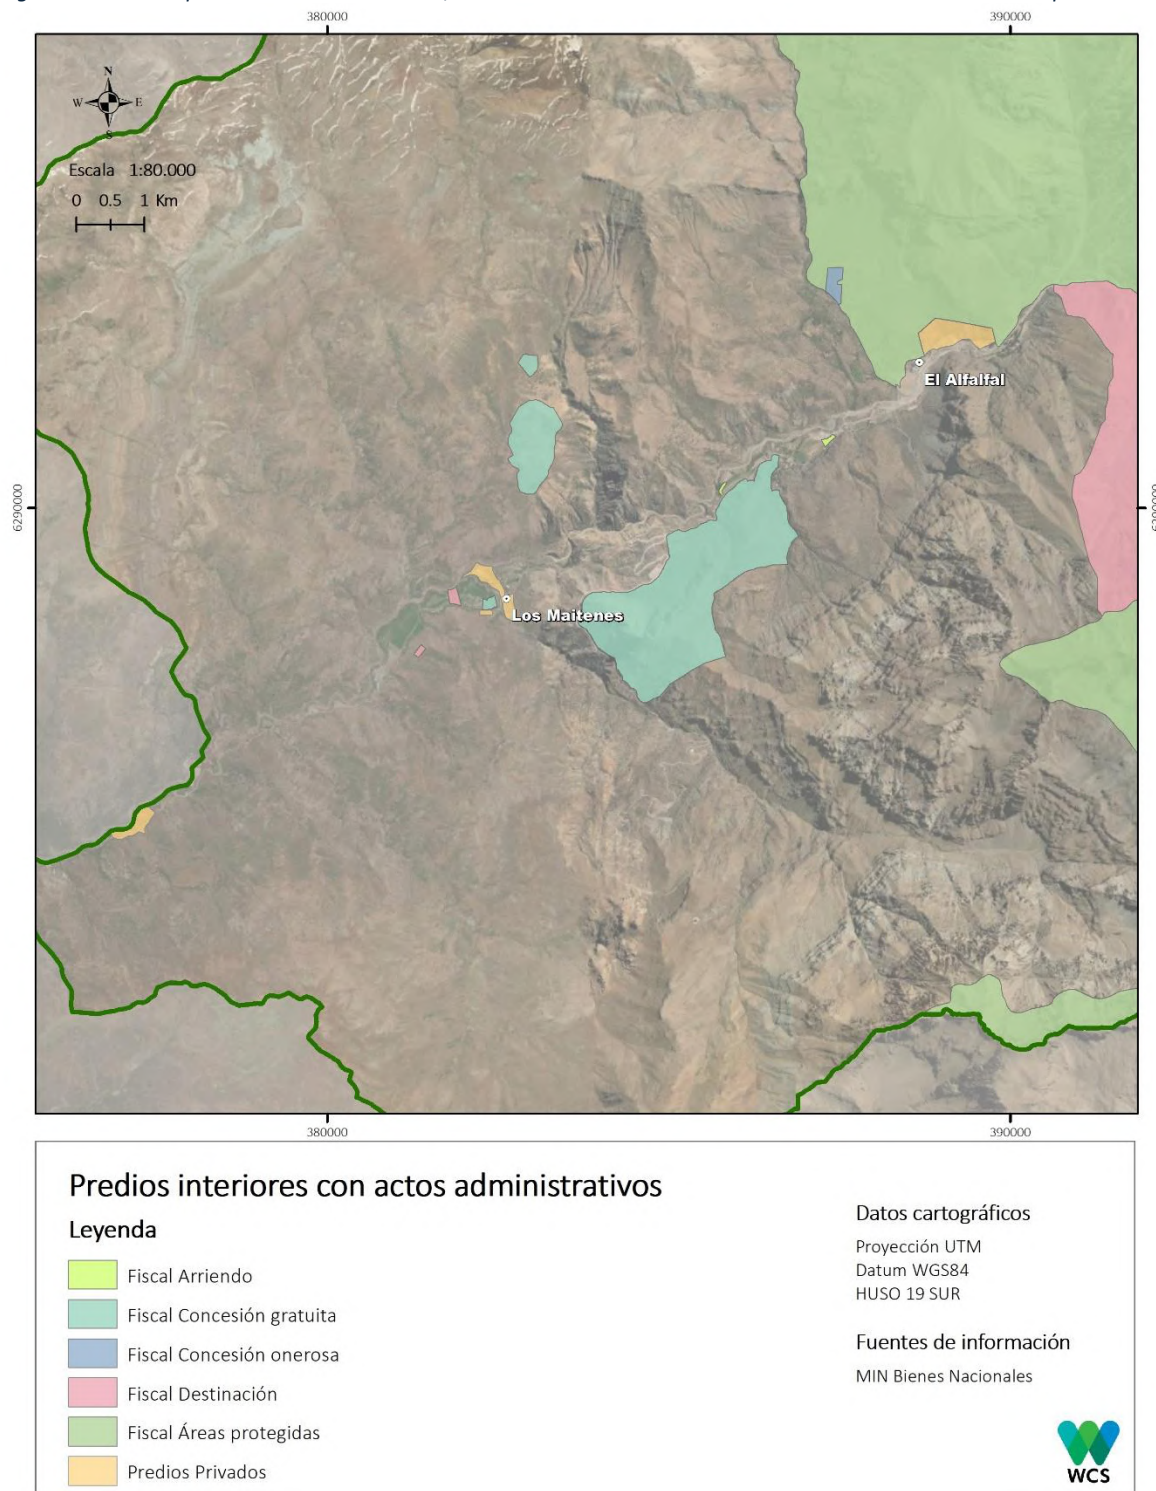 380000
390000
N
W
E
S
Escala 1:80.000
0 0.5 1 Km
El Alfalfal
6290000
Los Maitenes
380000
390000
Predios interiores con actos administrativos
Leyenda
Fiscal Arriendo
Fiscal Concesión gratuita
Fiscal Concesión onerosa
Fiscal Destinación
Fiscal Áreas protegidas
Predios Privados
Datos cartográficos
Proyección UTM
Datum WGS84
HUSO 19 SUR
Fuentes de información
MIN Bienes Nacionales
WCS